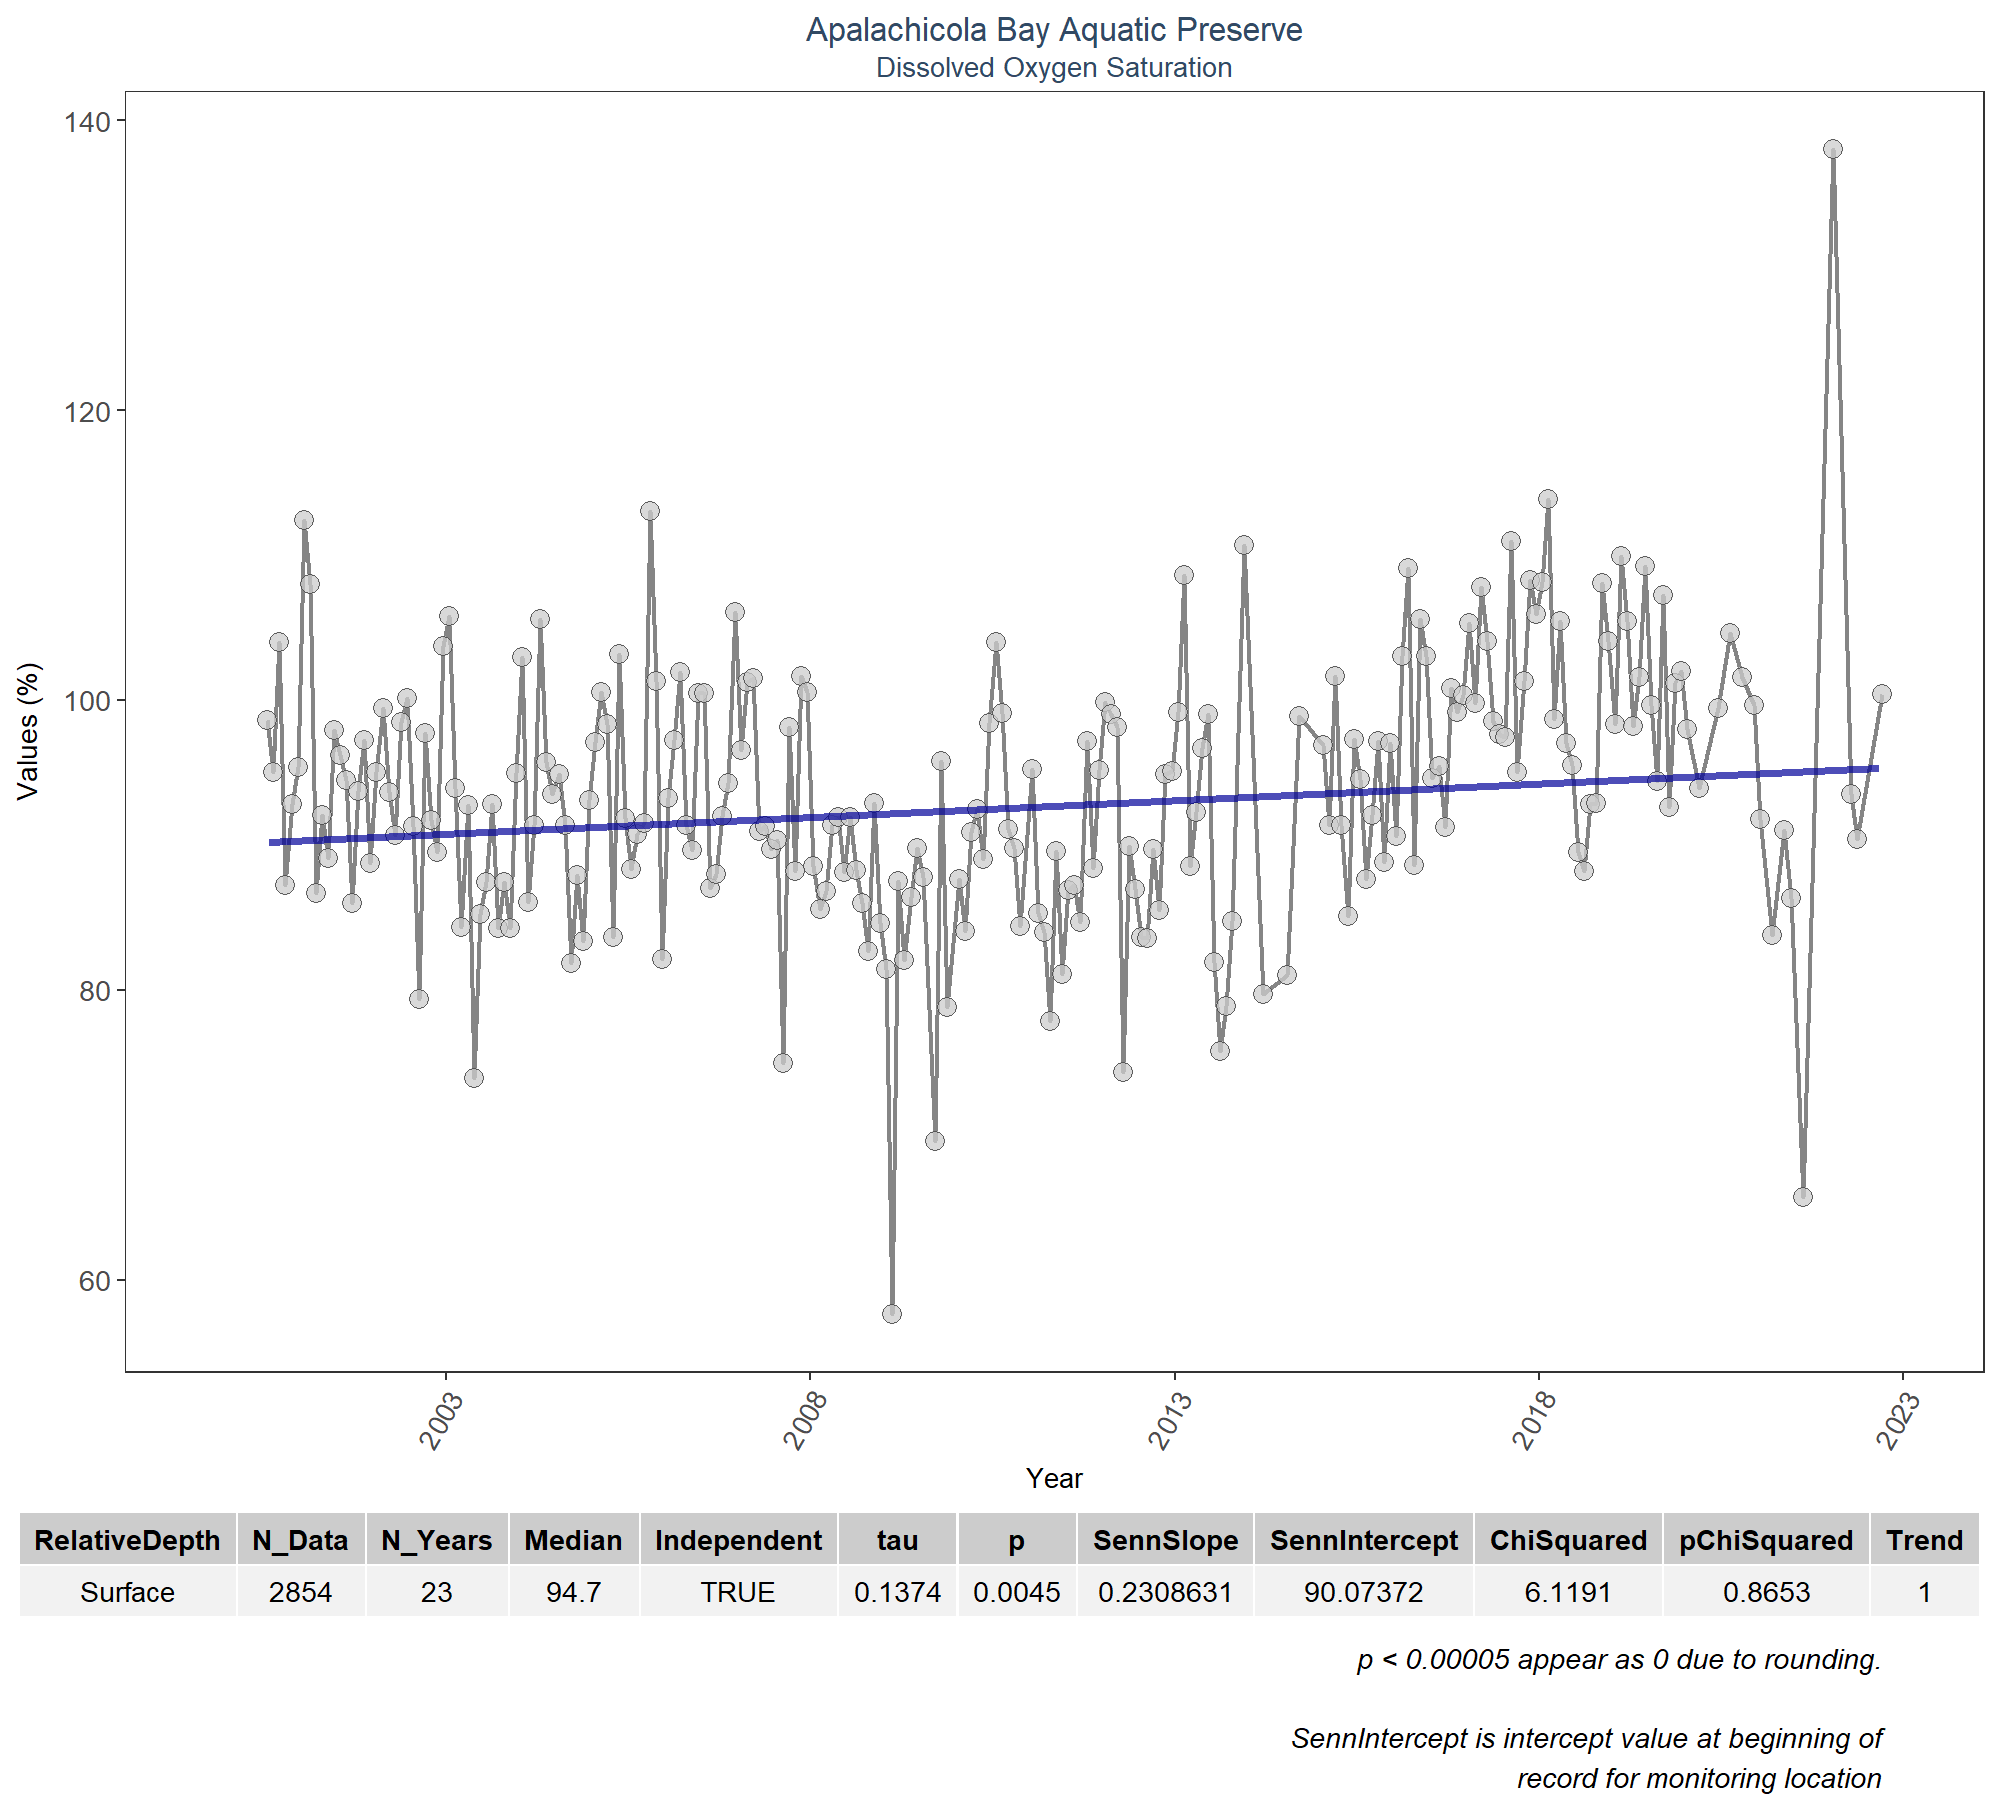 Apalachicola Bay Aquatic Preserve
Dissolved Oxygen Saturation
Values (%)
140
120
100
80
60
2003
2008
2013
2018
2023
Year
RelativeDepth N_Data N_Years Median Independent tau p SennSlope SennIntercept ChiSquared pChiSquared Trend
Surface 2854 23 94.7 TRUE 0.1374 0.0045 0.2308631 90.07372 6.1191 0.8653 1
p < 0.00005 appear as 0 due to rounding.
SennIntercept is intercept value at beginning of
record for monitoring location